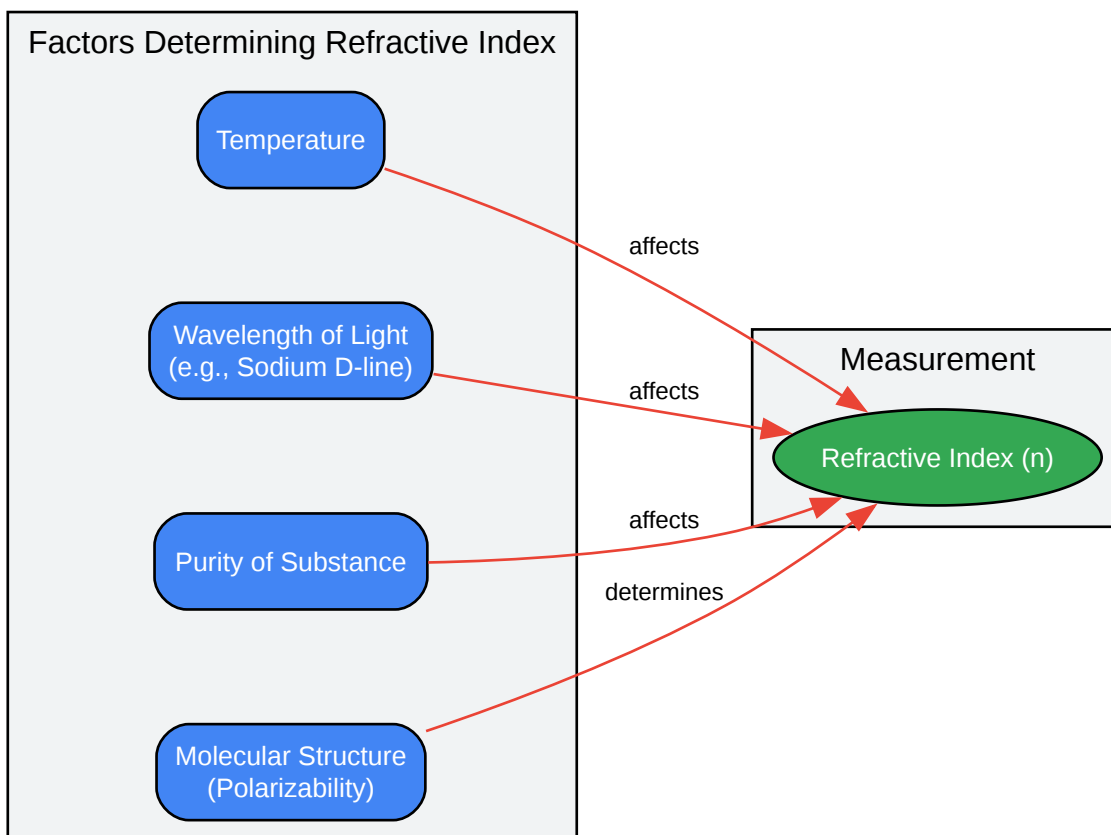 Factors Determining Refractive Index
Temperature
affects
Wavelength of Light
(e.g., Sodium D-line)
affects
Measurement
Refractive Index (n)
Purity of Substance
affects
determines
Molecular Structure
(Polarizability)